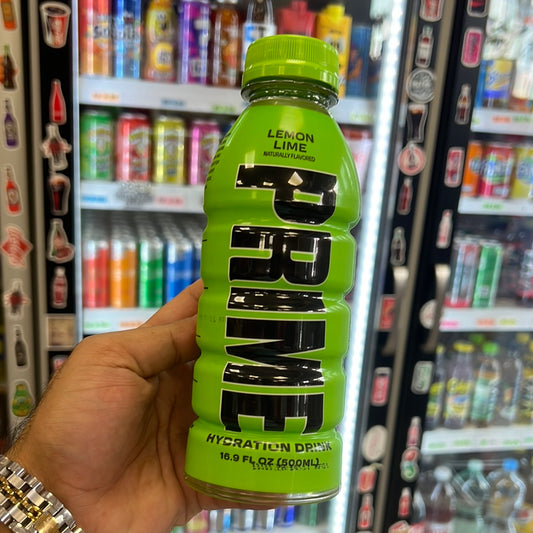 LEMON
LIME
NATURALLY FLAVORED
PRIME
HYDRATION DRINK
16.9 FL OZ (500ML)